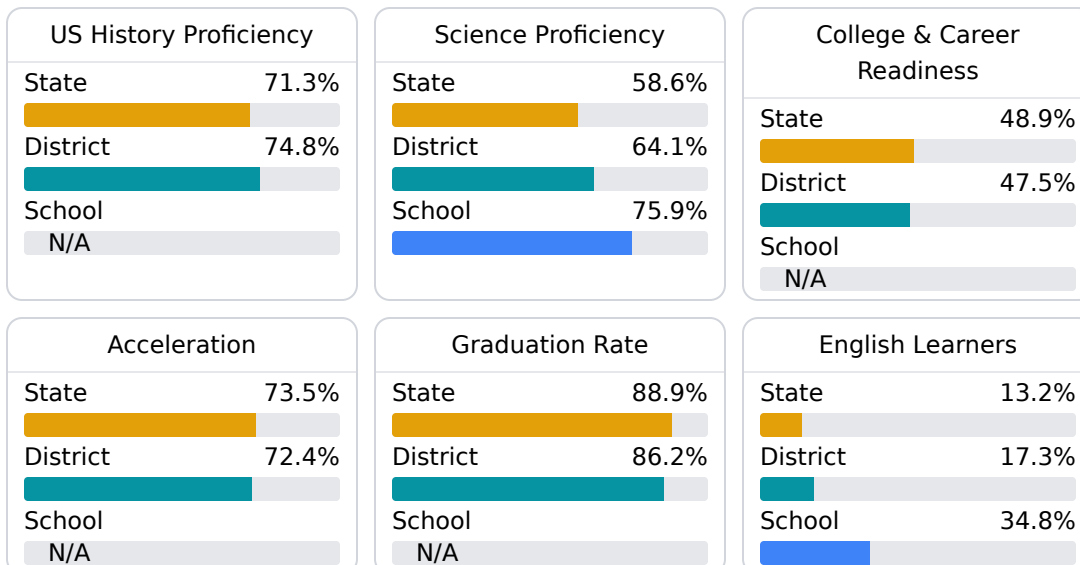 US History Proficiency
State 71.3%
District 74.8%
School
N/A
Science Proficiency
State 58.6%
District 64.1%
School 75.9%
College & Career
Readiness
State 48.9%
District 47.5%
School
N/A
Acceleration
State 73.5%
District 72.4%
School
N/A
Graduation Rate
State 88.9%
District 86.2%
School
N/A
English Learners
State 13.2%
District 17.3%
School 34.8%